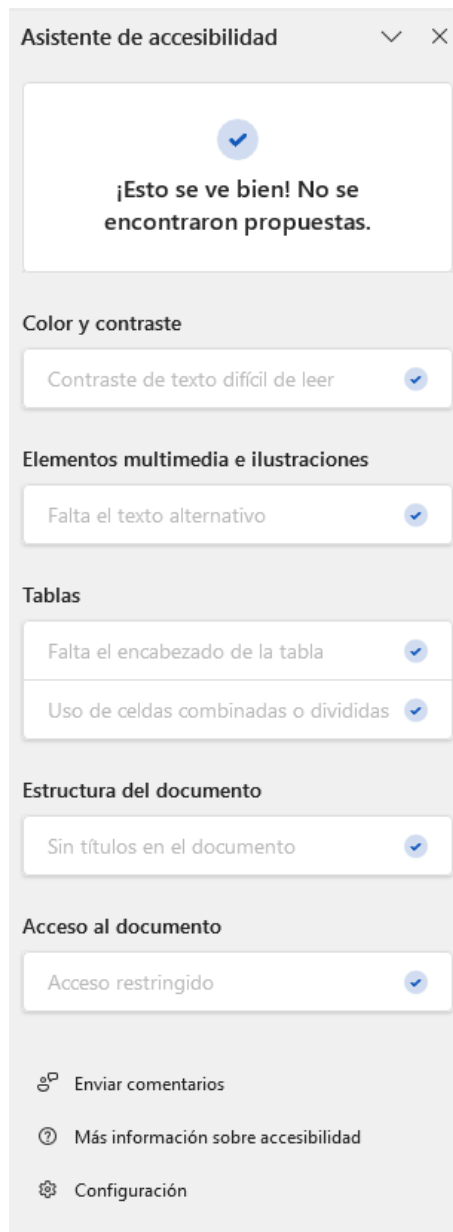 Asistente de accesibilidad
¡Esto se ve bien! No se
encontraron propuestas.
Color y contraste
Contraste de texto difícil de leer
Elementos multimedia e ilustraciones
Falta el texto alternativo
Tablas
Falta el encabezado de la tabla
Uso de celdas combinadas o divididas
Estructura del documento
Sin títulos en el documento
Acceso al documento
Acceso restringido
Enviar comentarios
Más información sobre accesibilidad
Configuración